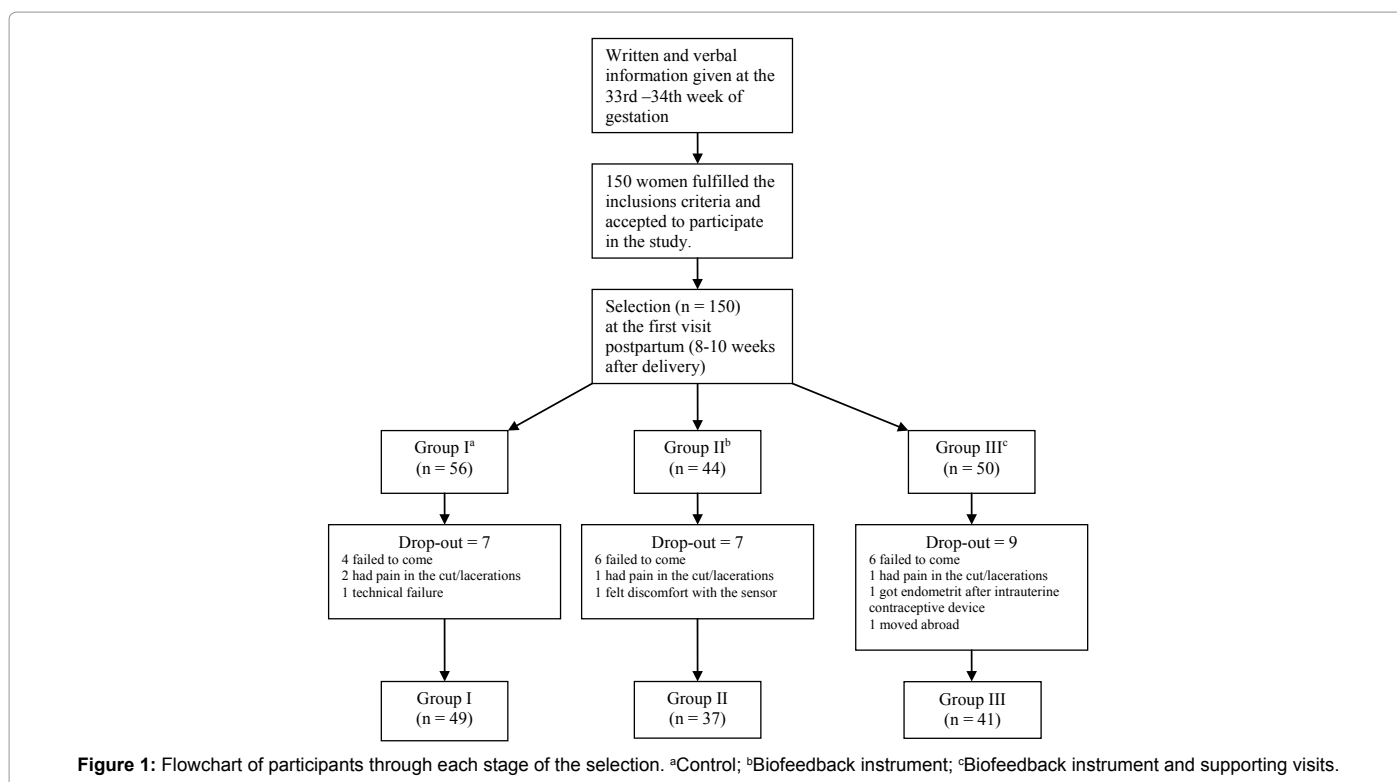 Written and verbal
information given at the
33rd –34th week of
gestation
150 women fulfilled the
inclusions criteria and
accepted to participate
in the study.
Selection (n = 150)
at the first visit
postpartum (8-10 weeks
after delivery)
Group Iᵃ
(n = 56)
Group IIᵇ
(n = 44)
Group IIIᶜ
(n = 50)
Drop-out = 7
4 failed to come
2 had pain in the cut/lacerations
1 technical failure
Drop-out = 7
6 failed to come
1 had pain in the cut/lacerations
1 felt discomfort with the sensor
Drop-out = 9
6 failed to come
1 had pain in the cut/lacerations
1 got endometrit after intrauterine
contraceptive device
1 moved abroad
Group I
(n = 49)
Group II
(n = 37)
Group III
(n = 41)
Figure 1: Flowchart of participants through each stage of the selection. ᵃControl; ᵇBiofeedback instrument; ᶜBiofeedback instrument and supporting visits.